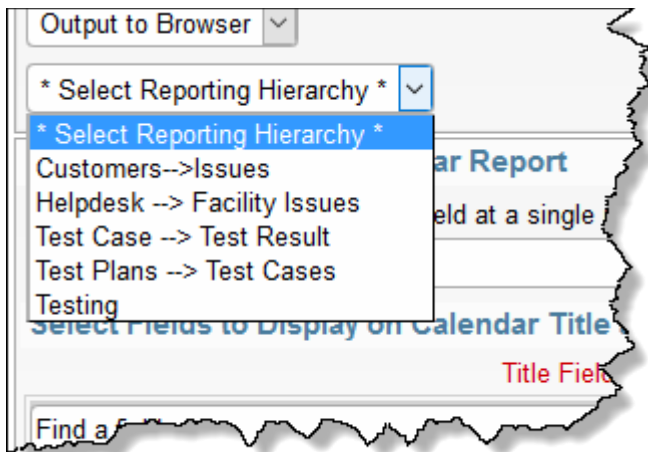 Output to Browser
* Select Reporting Hierarchy *
* Select Reporting Hierarchy *
Customers-->Issues
ar Report
Helpdesk --> Facility Issues
eld at a single
Test Case --> Test Result
Test Plans --> Test Cases
Testing
Select Fields to Display on Calendar Title
Title Field
Find a